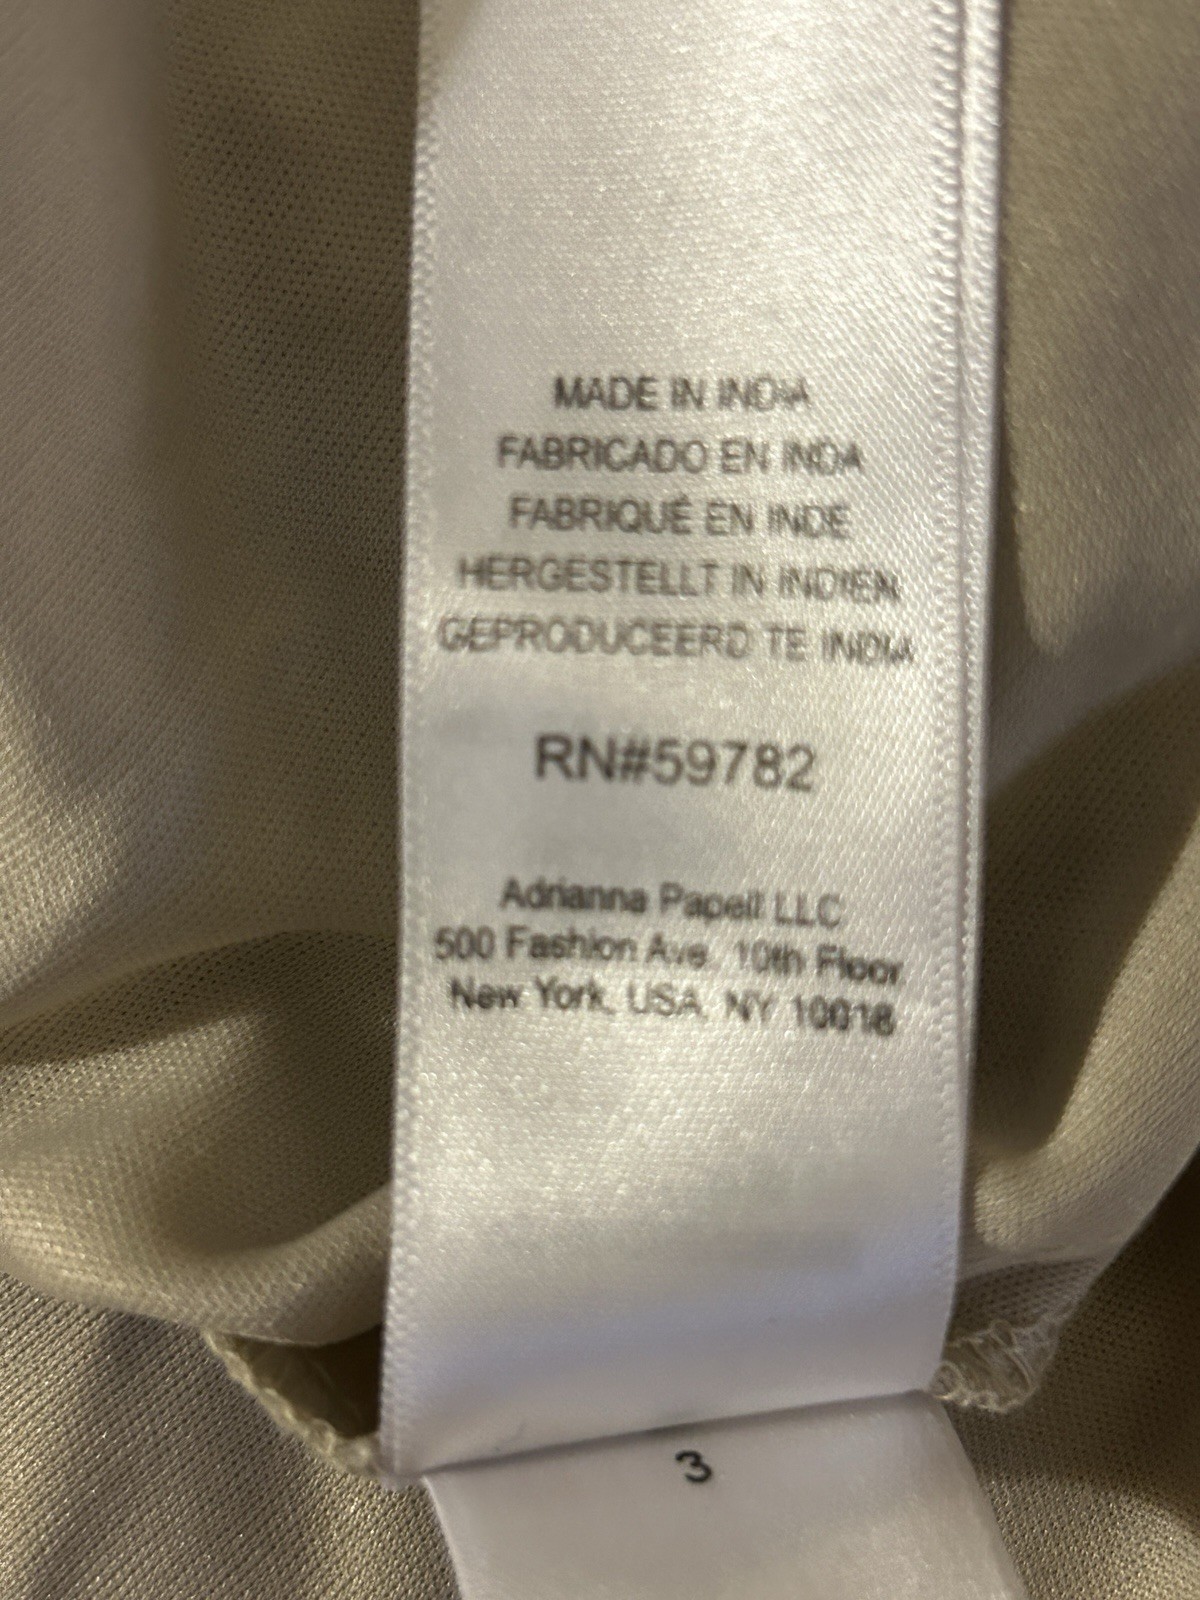 MADE IN INDIA
FABRICADO EN INDA
FABRIQUÉ EN INDE
HERGESTELLT IN INDIEN
GEPRODUCEERD TE INDIA
RN#59782
Adrianna Papell LLC
500 Fashion Ave. 10th Floor
New York, USA, NY 10018
3